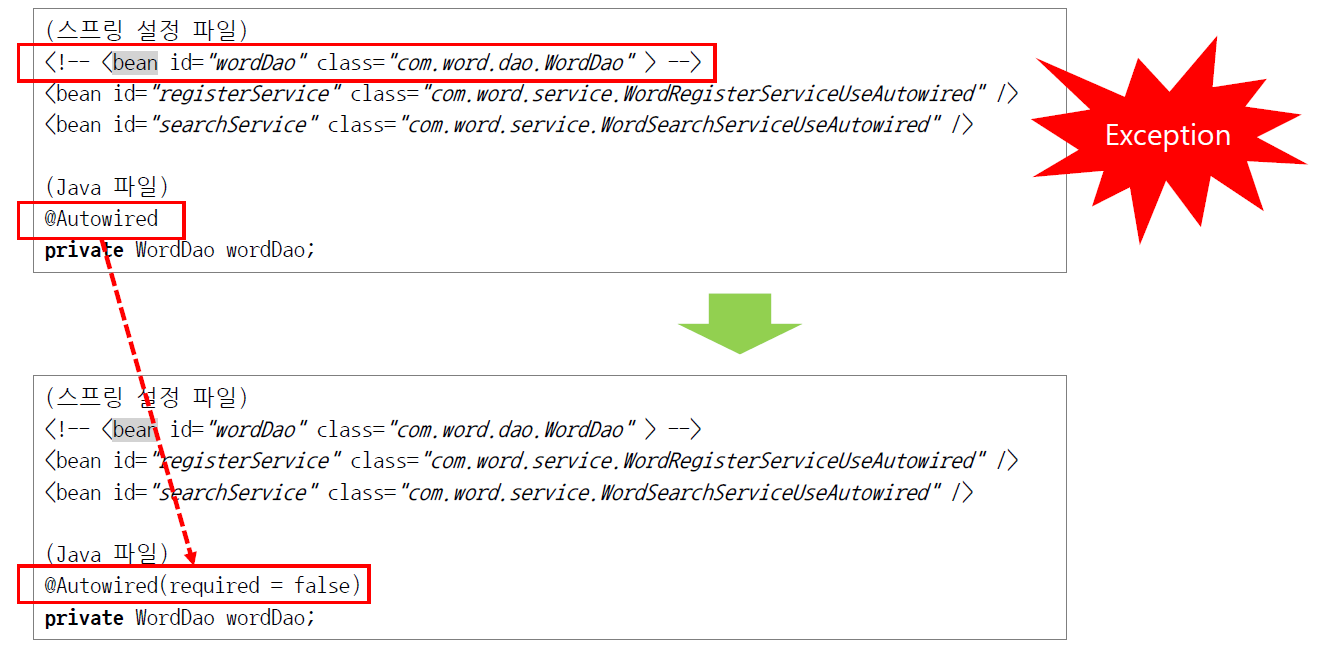 (스프링 설정 파일)
<!-- <bean id="wordDao" class="com.word.dao.WordDao" > -->
<bean id="registerService" class="com.word.service.WordRegisterServiceUseAutowired" />
<bean id="searchService" class="com.word.service.WordSearchServiceUseAutowired" />
Exception
(Java 파일)
@Autowired
private WordDao wordDao;
(스프링 설정 파일)
<!-- <bean id="wordDao" class="com.word.dao.WordDao" > -->
<bean id="registerService" class="com.word.service.WordRegisterServiceUseAutowired" />
<bean id="searchService" class="com.word.service.WordSearchServiceUseAutowired" />
(Java 파일)
@Autowired(required = false)
private WordDao wordDao;